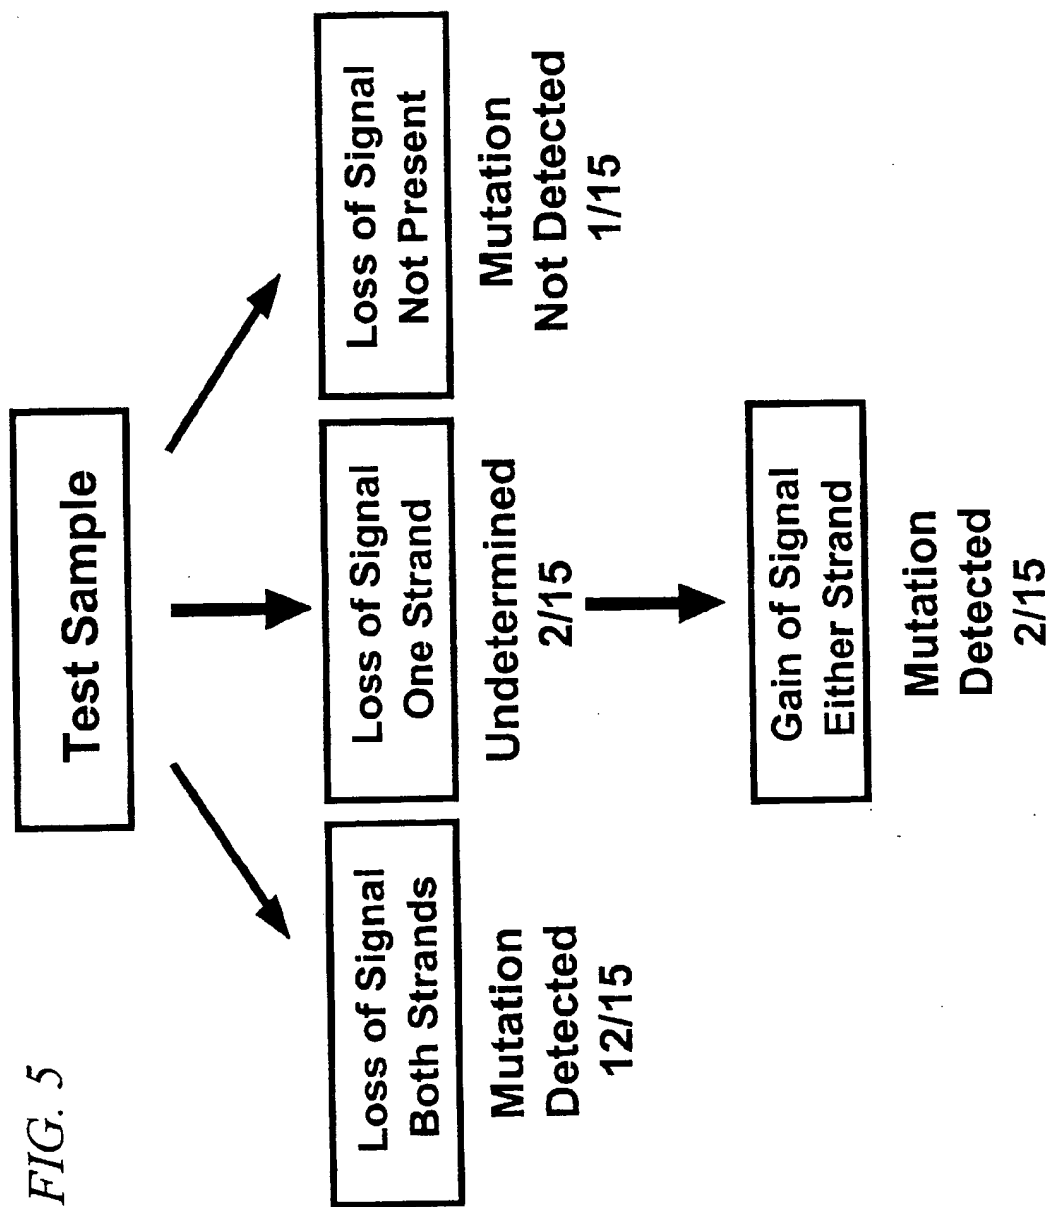 FIG. 5
Test Sample
Loss of Signal
Both Strands
Mutation
Detected
12/15
Loss of Signal
One Strand
Undetermined
2/15
Loss of Signal
Not Present
Mutation
Not Detected
1/15
Gain of Signal
Either Strand
Mutation
Detected
2/15